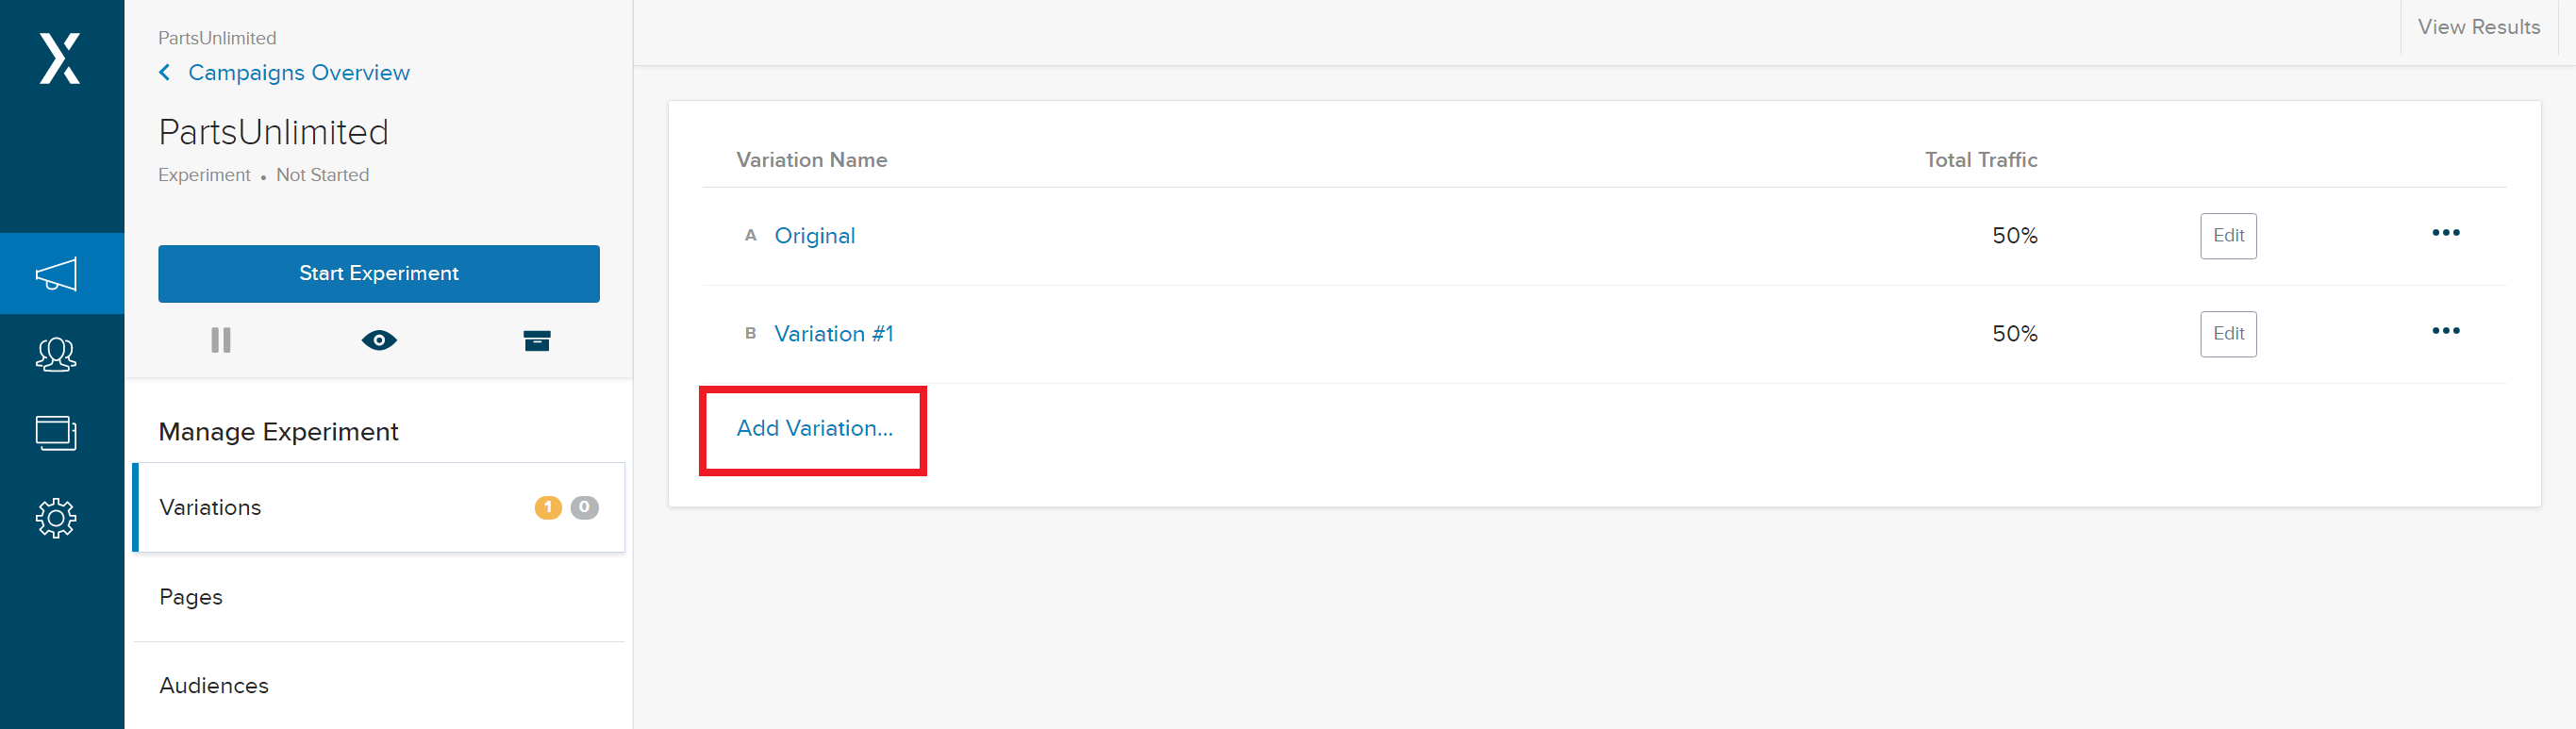 PartsUnlimited
Campaigns Overview
PartsUnlimited
Experiment • Not Started
Start Experiment
Manage Experiment
Variations 1 0
Pages
Audiences
View Results
Variation Name Total Traffic
A Original 50% Edit
B Variation #1 50% Edit
Add Variation...